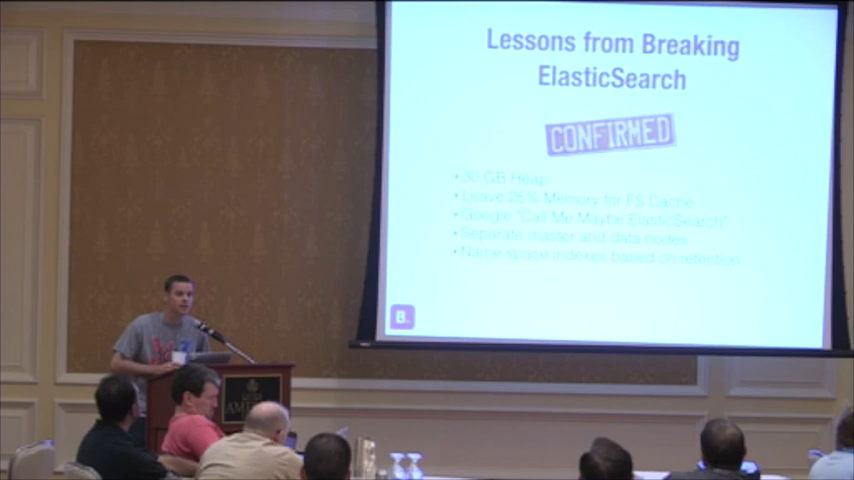 Lessons from Breaking
ElasticSearch
CONFIRMED
• 30 GB Heap
• Leave 25% Memory for FS Cache
• Google "Call Me Maybe ElasticSearch"
• Separate master and data nodes
• Name space indexes based on retention
B.